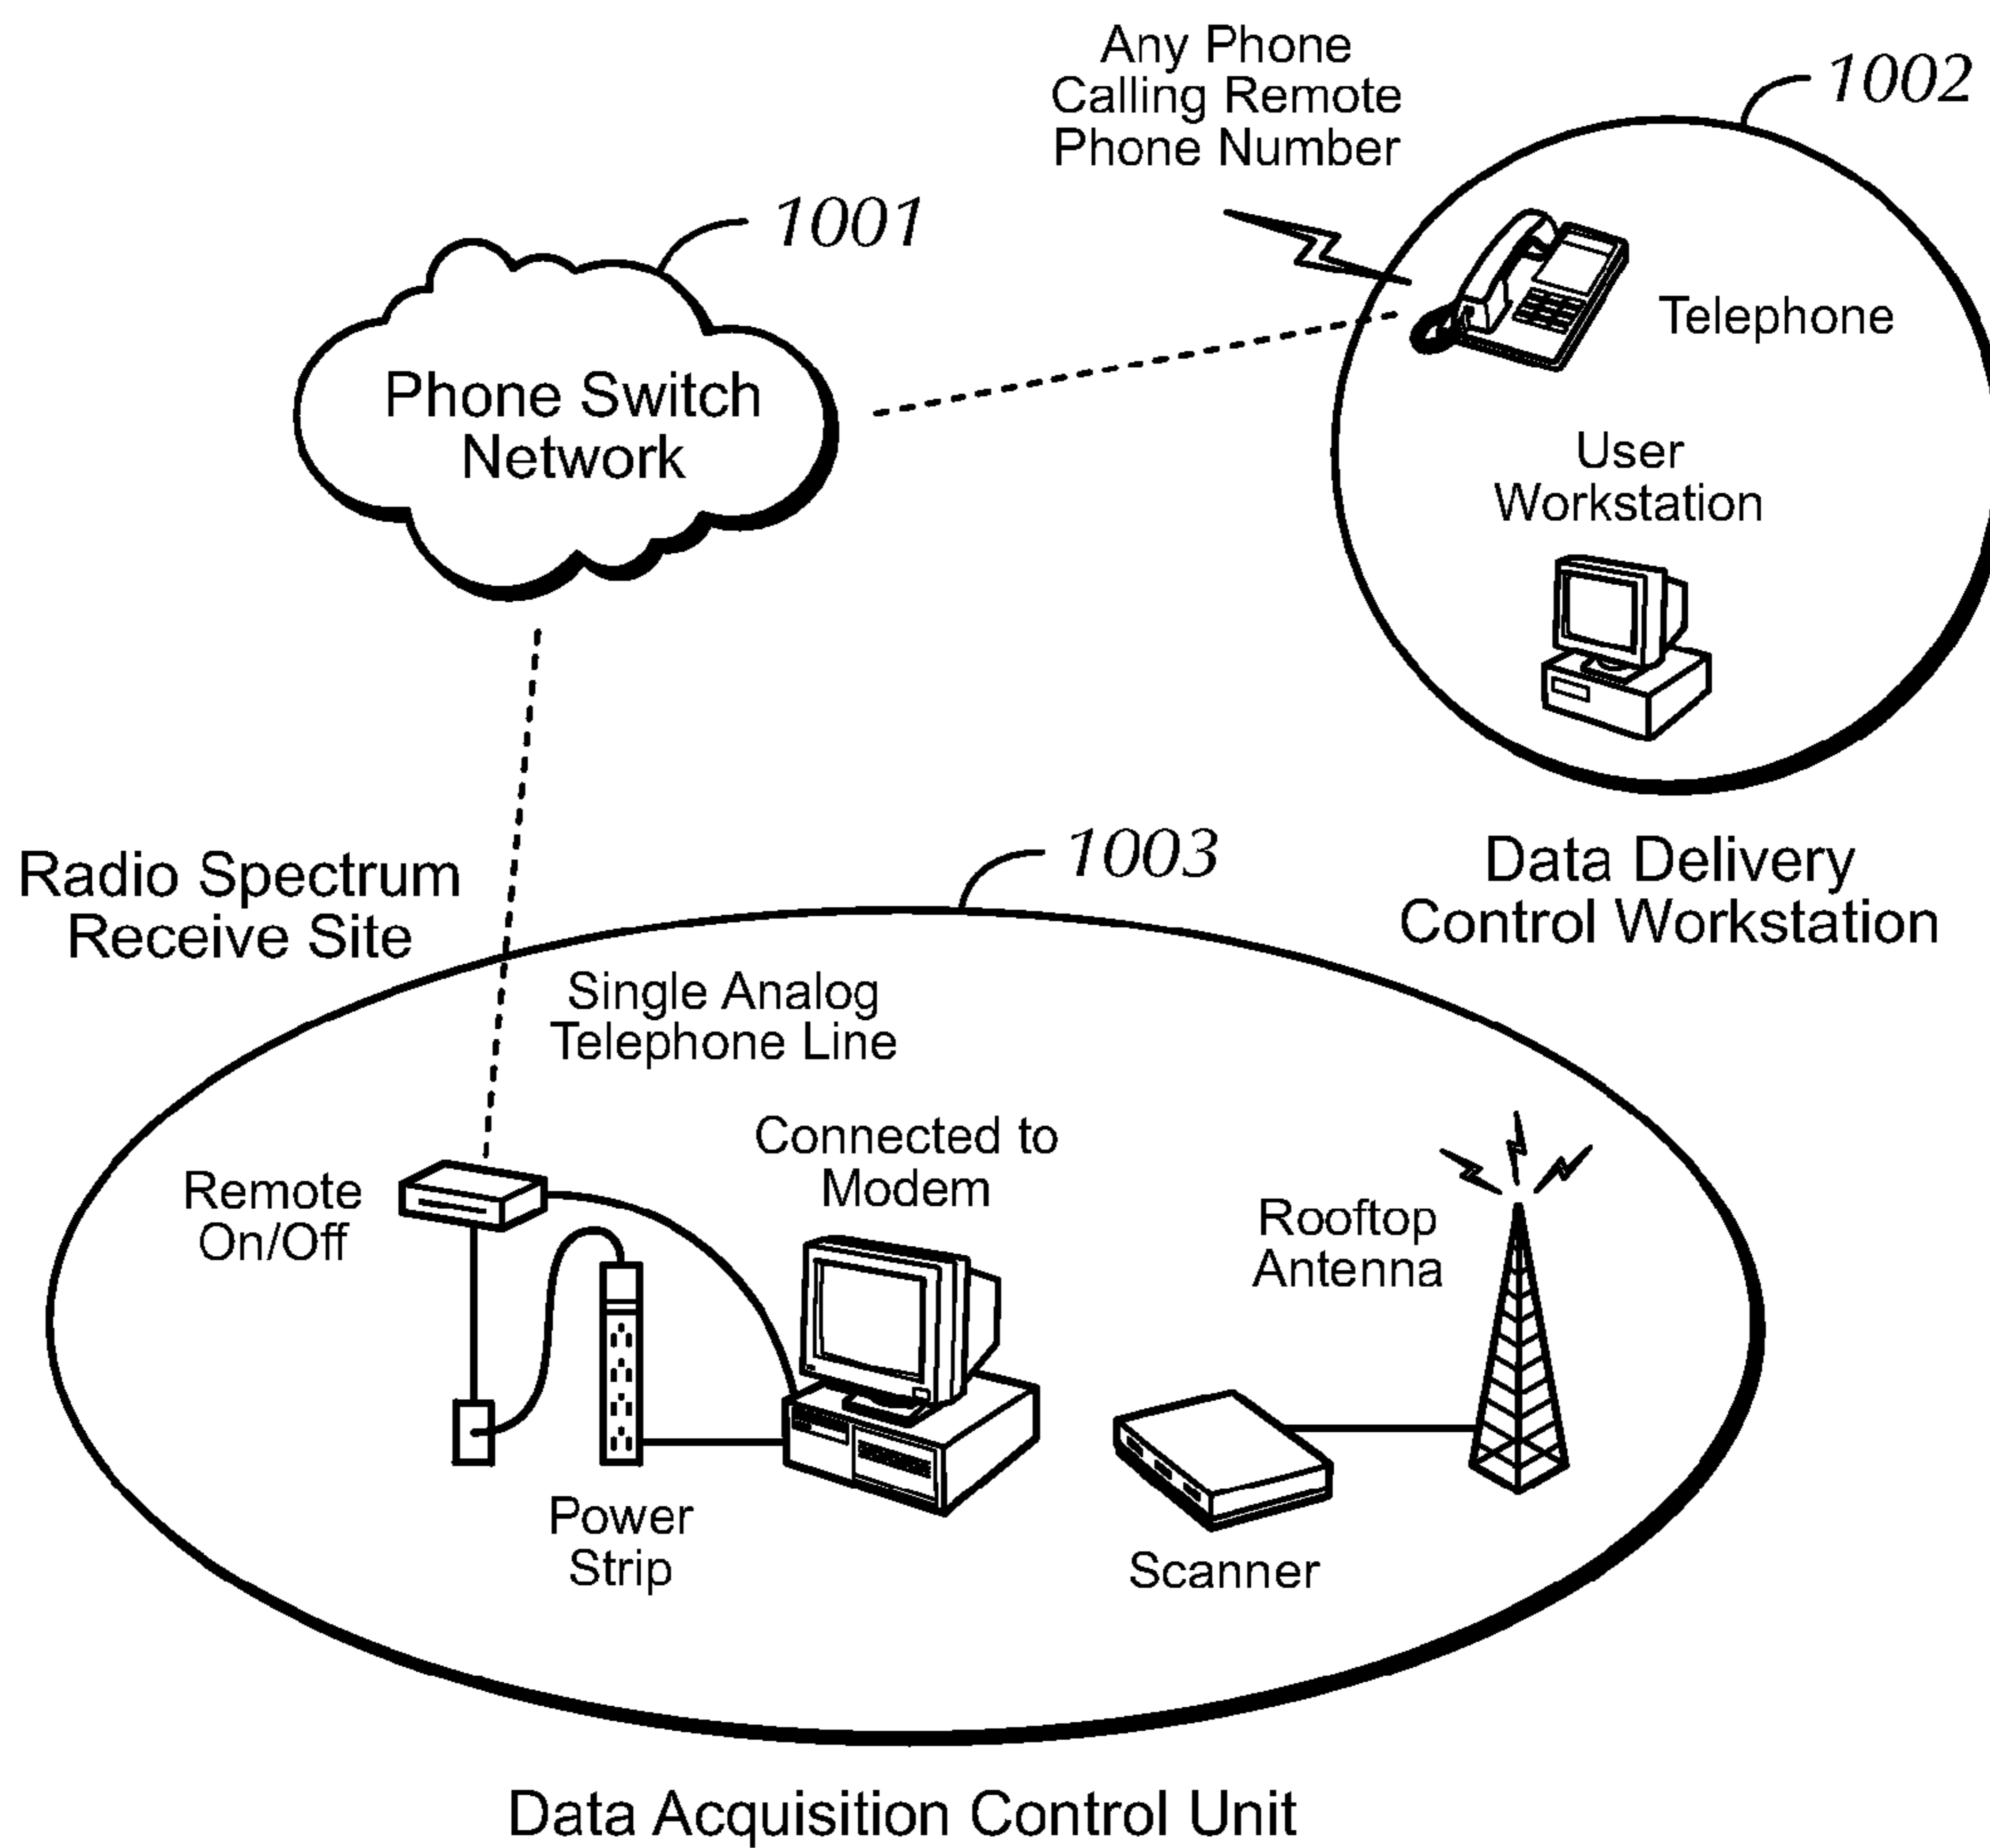 Any Phone
Calling Remote
Phone Number
1002
1001
Phone Switch
Network
Telephone
User
Workstation
Data Delivery
Control Workstation
Radio Spectrum
Receive Site
1003
Single Analog
Telephone Line
Remote
On/Off
Connected to
Modem
Rooftop
Antenna
Power
Strip
Scanner
Data Acquisition Control Unit